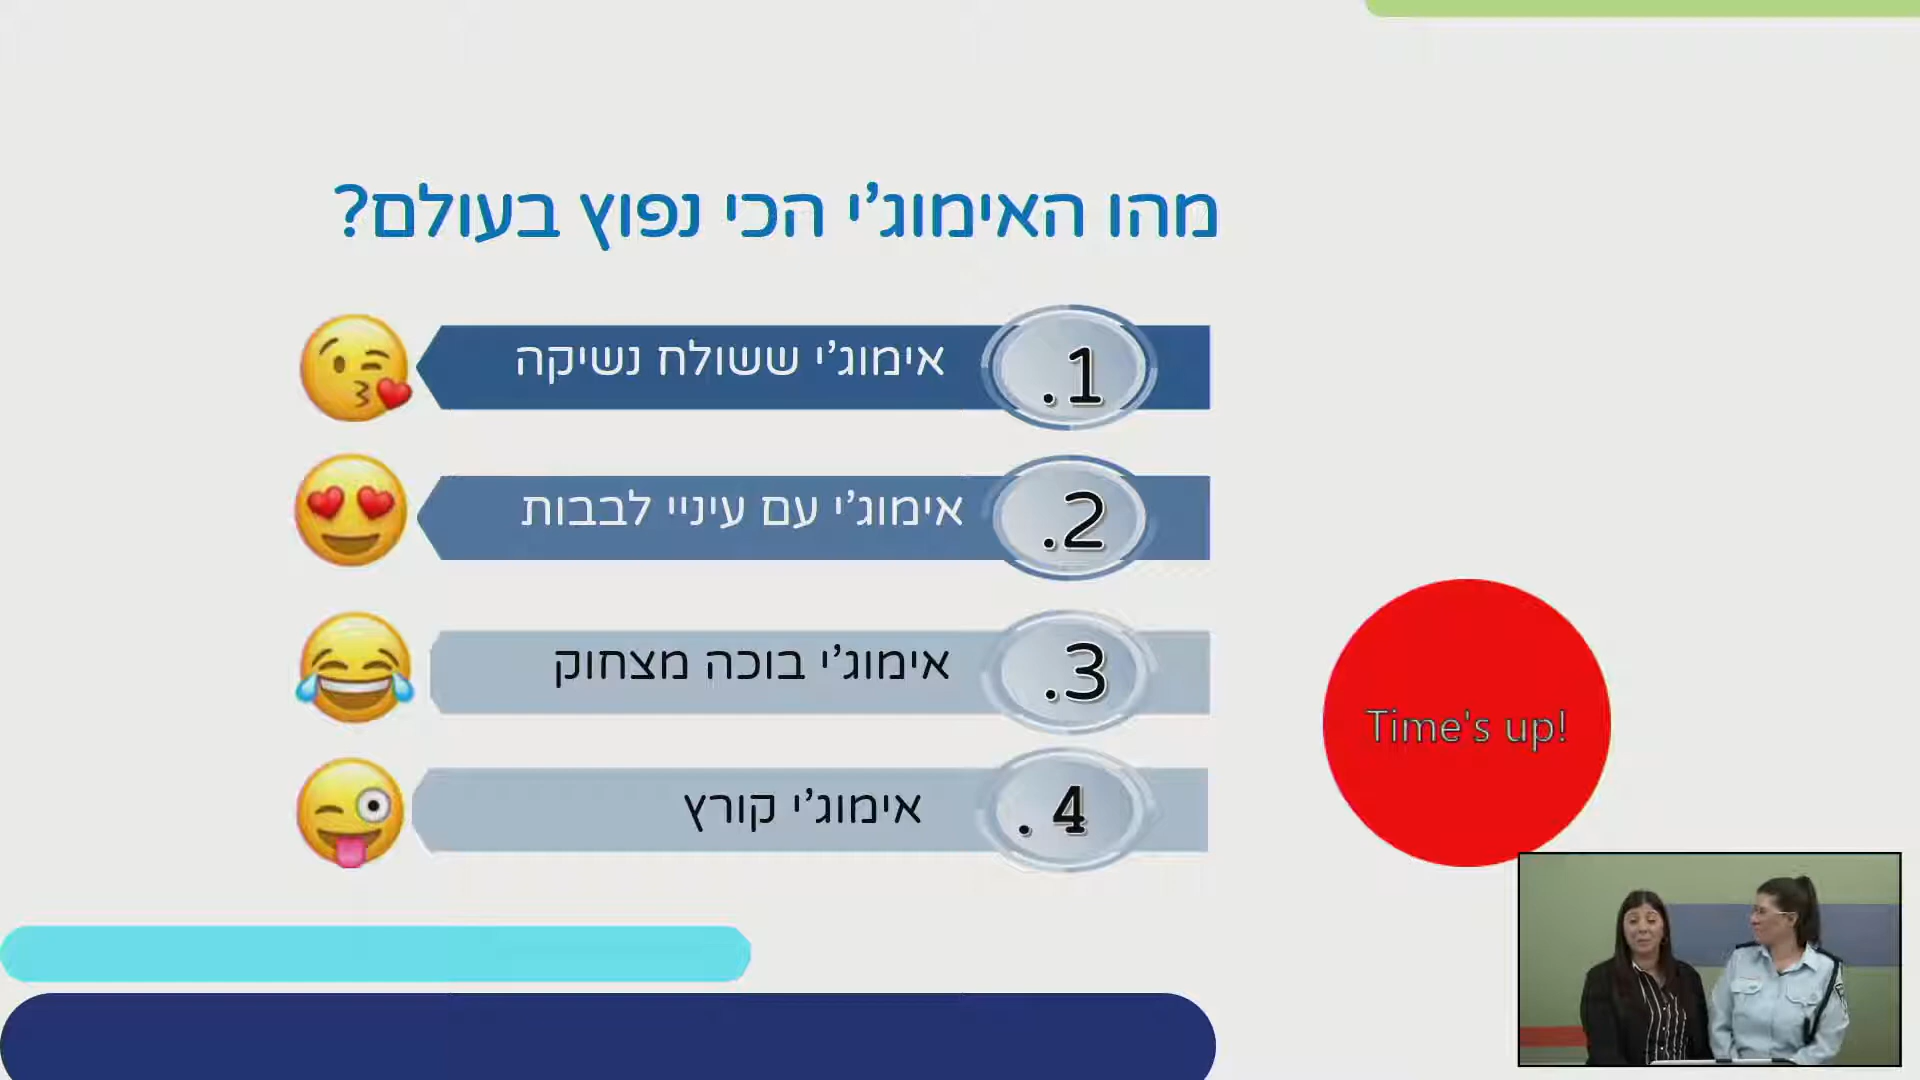 מהו האימוג'י הכי נפוץ בעולם?
1. אימוג'י ששולח נשיקה
2. אימוג'י עם עיניי לבבות
3. אימוג'י בוכה מצחוק
4. אימוג'י קורץ
Time's up!